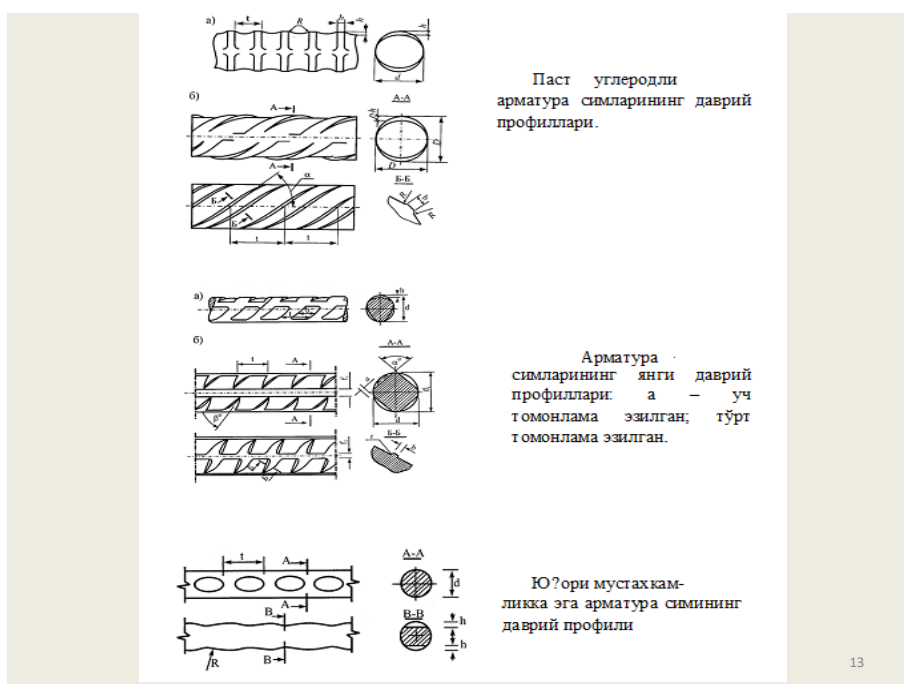 а)
t
R
b
h
h
d
Паст углеродли
арматура симларининг даврий
профиллари.
б)
А
А-А
h
D
D
А
α
Б-Б
Б
Б
R
b
R
t
t
а)
h
d
б)
t
А
А-А
α°
d
d
β°
А
Б-Б
r
b
Арматура
симларининг янги даврий
профиллари: а – уч
томонлама эзилган; тўрт
томонлама эзилган.
t
А
А-А
d
А
В
В-В
h
h
R
В
Ю?ори мустахкам-
ликка эга арматура симининг
даврий профили
13